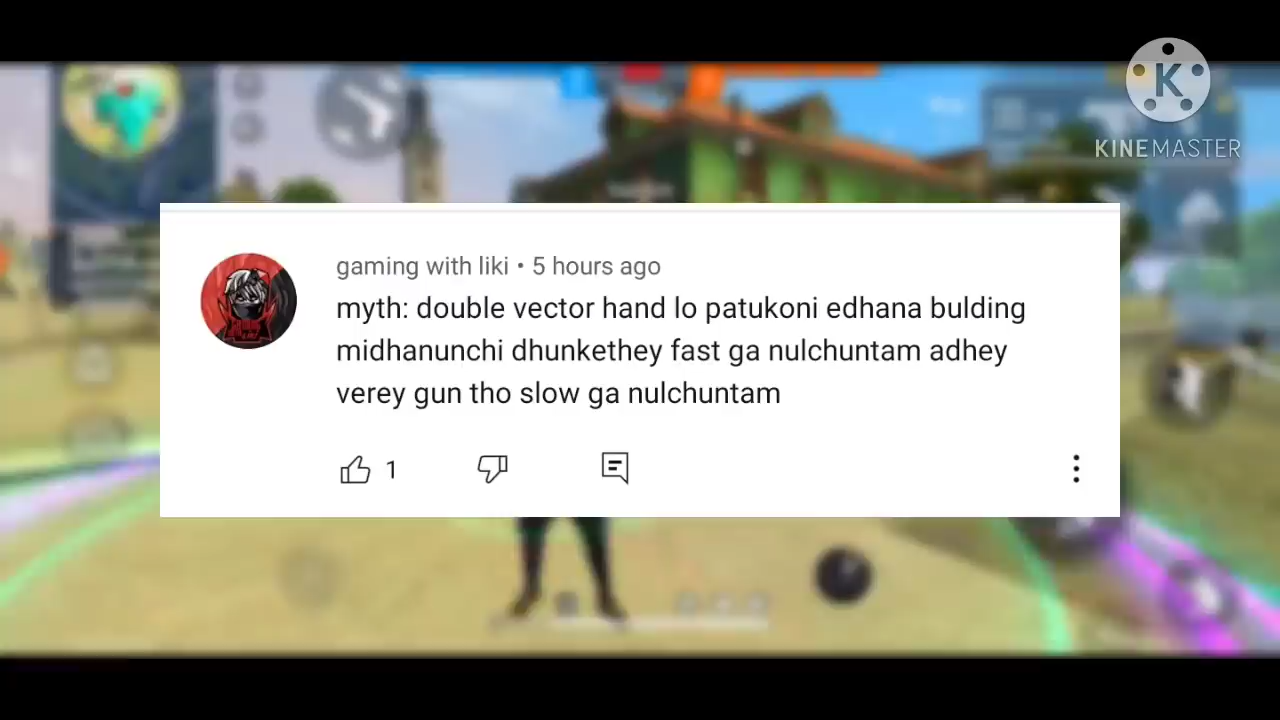 KINEMASTER
gaming with liki • 5 hours ago
myth: double vector hand lo patukoni edhana bulding
midhanunchi dhunkethey fast ga nulchuntam adhey
verey gun tho slow ga nulchuntam
1